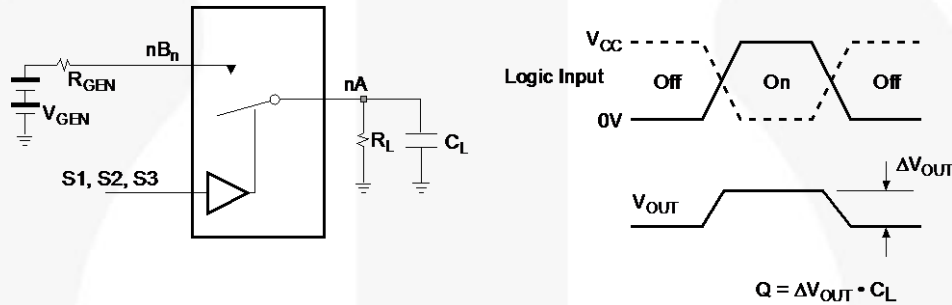 nBₙ
R_GEN
V_GEN
nA
R_L
C_L
S1, S2, S3
V_CC
Logic Input
Off
On
Off
0V
V_OUT
ΔV_OUT
Q = ΔV_OUT • C_L